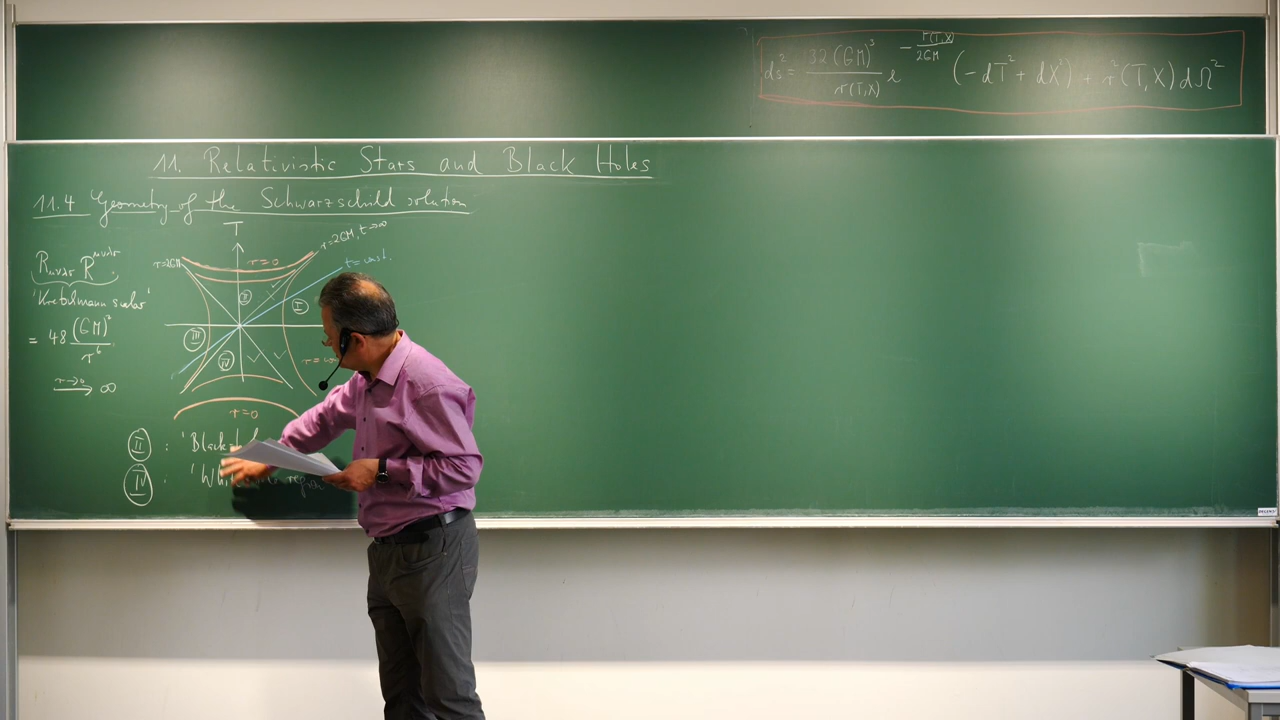 ds² = 32(GM)³ / r(T,X) e^(-r(T,X)/2GM) (-dT² + dX²) + r²(T,X) dΩ²
11. Relativistic Stars and Black Holes
11.4 Geometry of the Schwarzschild solution
T
r=2GM, t→∞
r=2GM
r=0
t=const.
R_μνλσ R^μνλσ
'Kretschmann scalar'
= 48 (GM)² / r⁶
r→0 → ∞
II
I
III
IV
r=
r=0
II : 'Black
IV : 'Wh